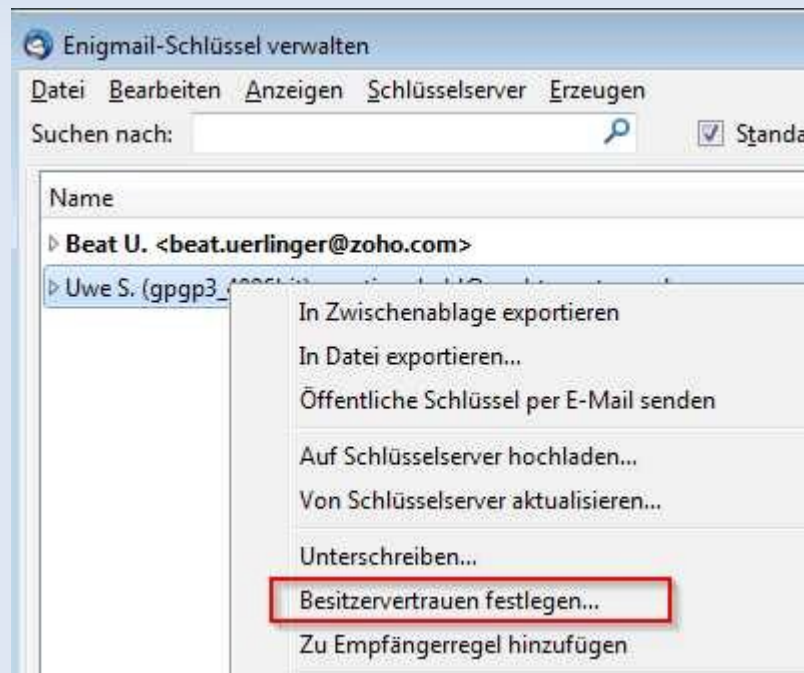 Enigmail-Schlüssel verwalten
Datei Bearbeiten Anzeigen Schlüsselserver Erzeugen
Suchen nach: Standa
Name
Beat U. <beat.uerlinger@zoho.com>
Uwe S. (gpgp3_
In Zwischenablage exportieren
In Datei exportieren...
Öffentliche Schlüssel per E-Mail senden
Auf Schlüsselserver hochladen...
Von Schlüsselserver aktualisieren...
Unterschreiben...
Besitzervertrauen festlegen...
Zu Empfängerregel hinzufügen